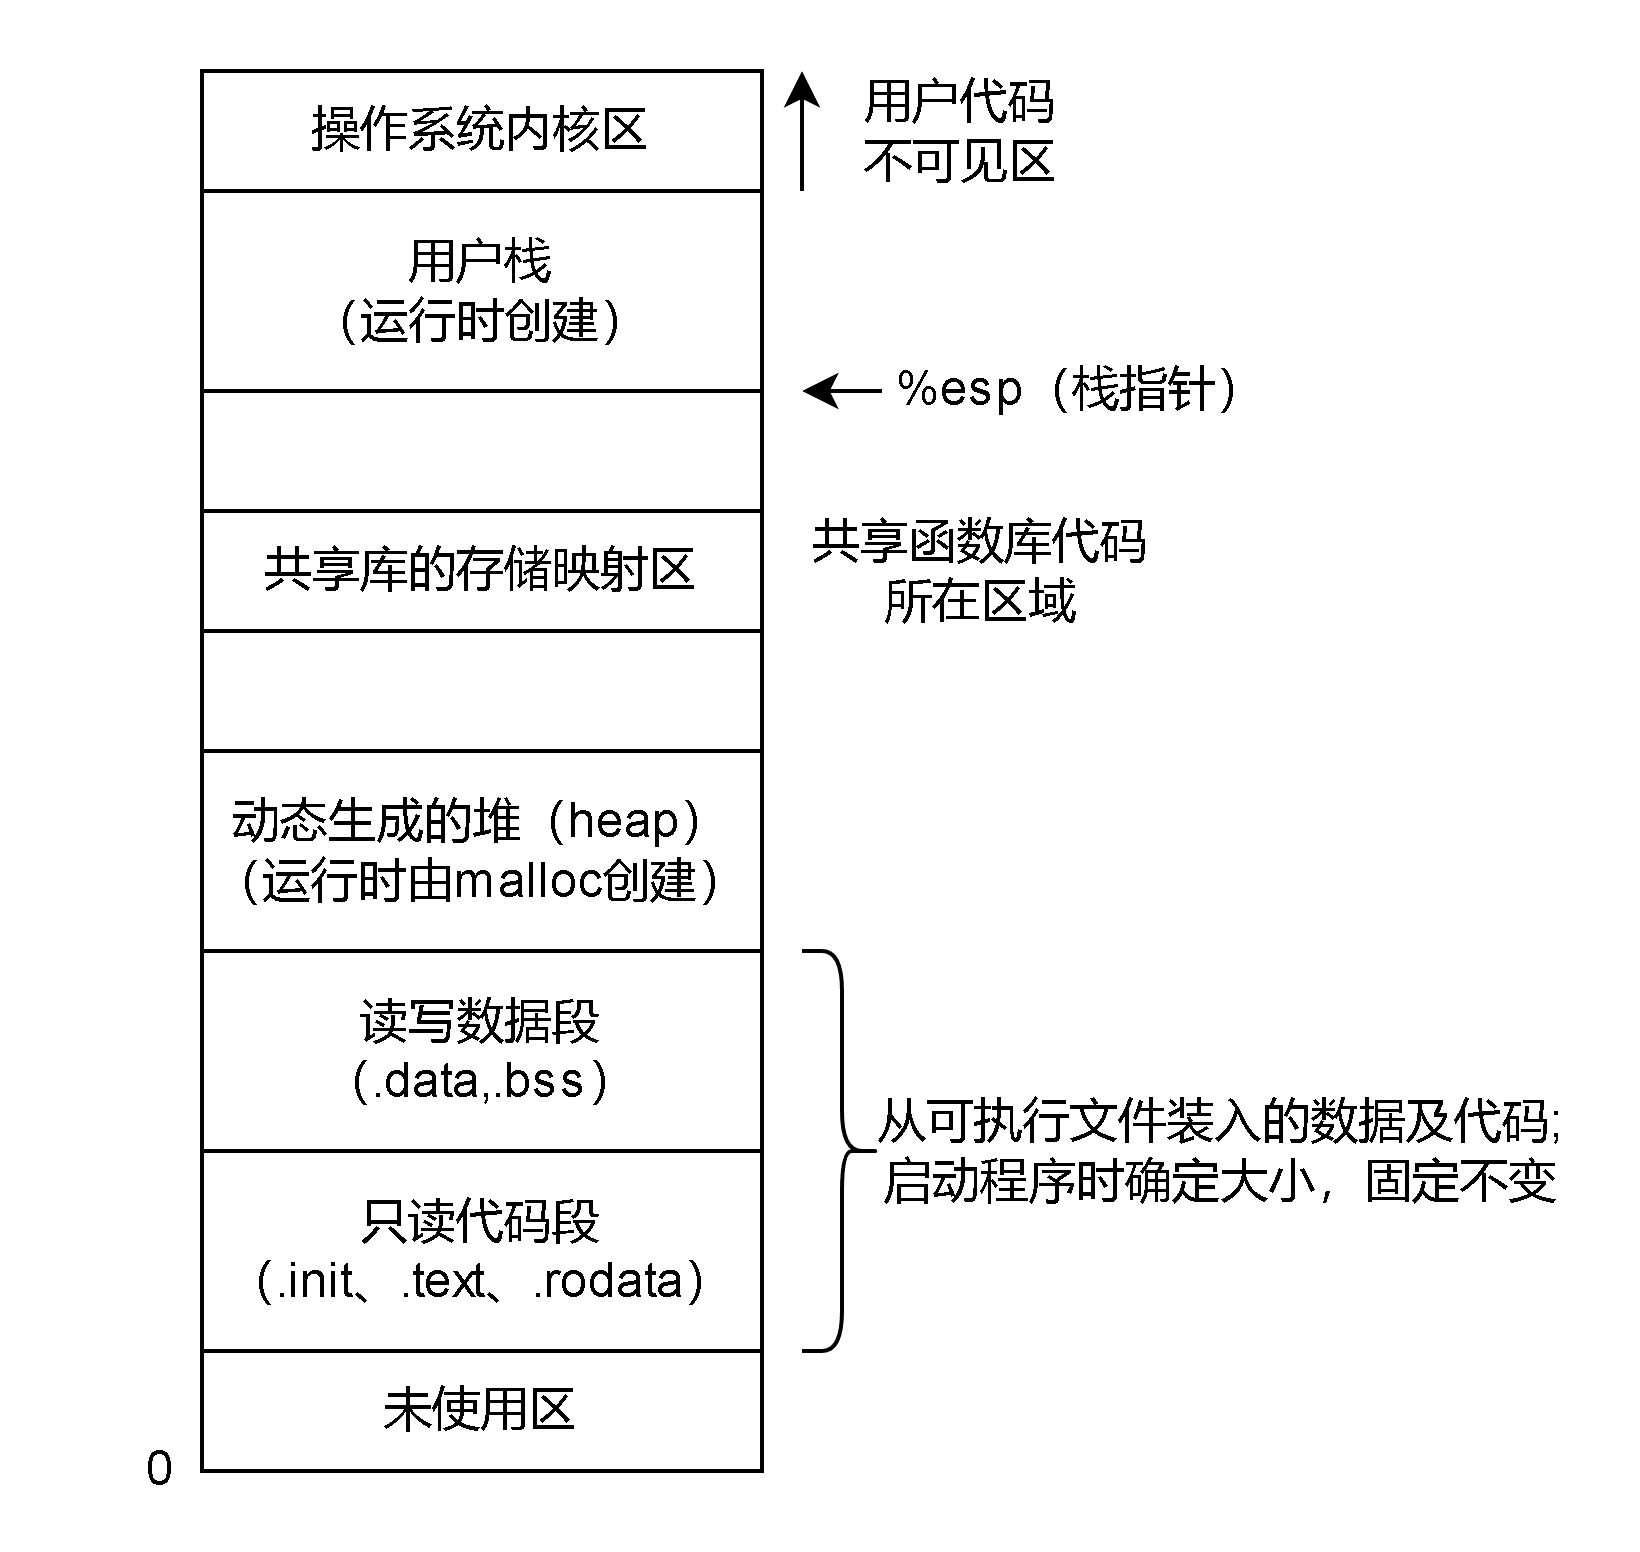 操作系统内核区
用户代码
不可见区
用户栈
（运行时创建）
%esp（栈指针）
共享库的存储映射区
共享函数库代码
所在区域
动态生成的堆（heap）
（运行时由malloc创建）
读写数据段
（.data,.bss）
从可执行文件装入的数据及代码;
启动程序时确定大小，固定不变
只读代码段
（.init、.text、.rodata）
未使用区
0